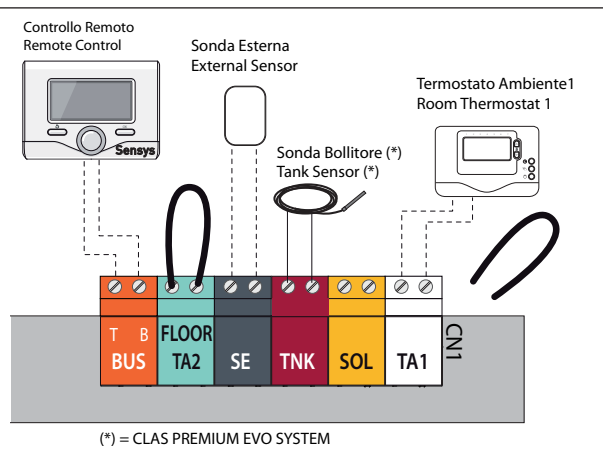 Controllo Remoto
Remote Control
Sonda Esterna
External Sensor
Termostato Ambiente1
Room Thermostat 1
Sensys
Sonda Bollitore (*)
Tank Sensor (*)
T B
BUS
FLOOR
TA2
SE
TNK
SOL
TA1
CN1
(*) = CLAS PREMIUM EVO SYSTEM